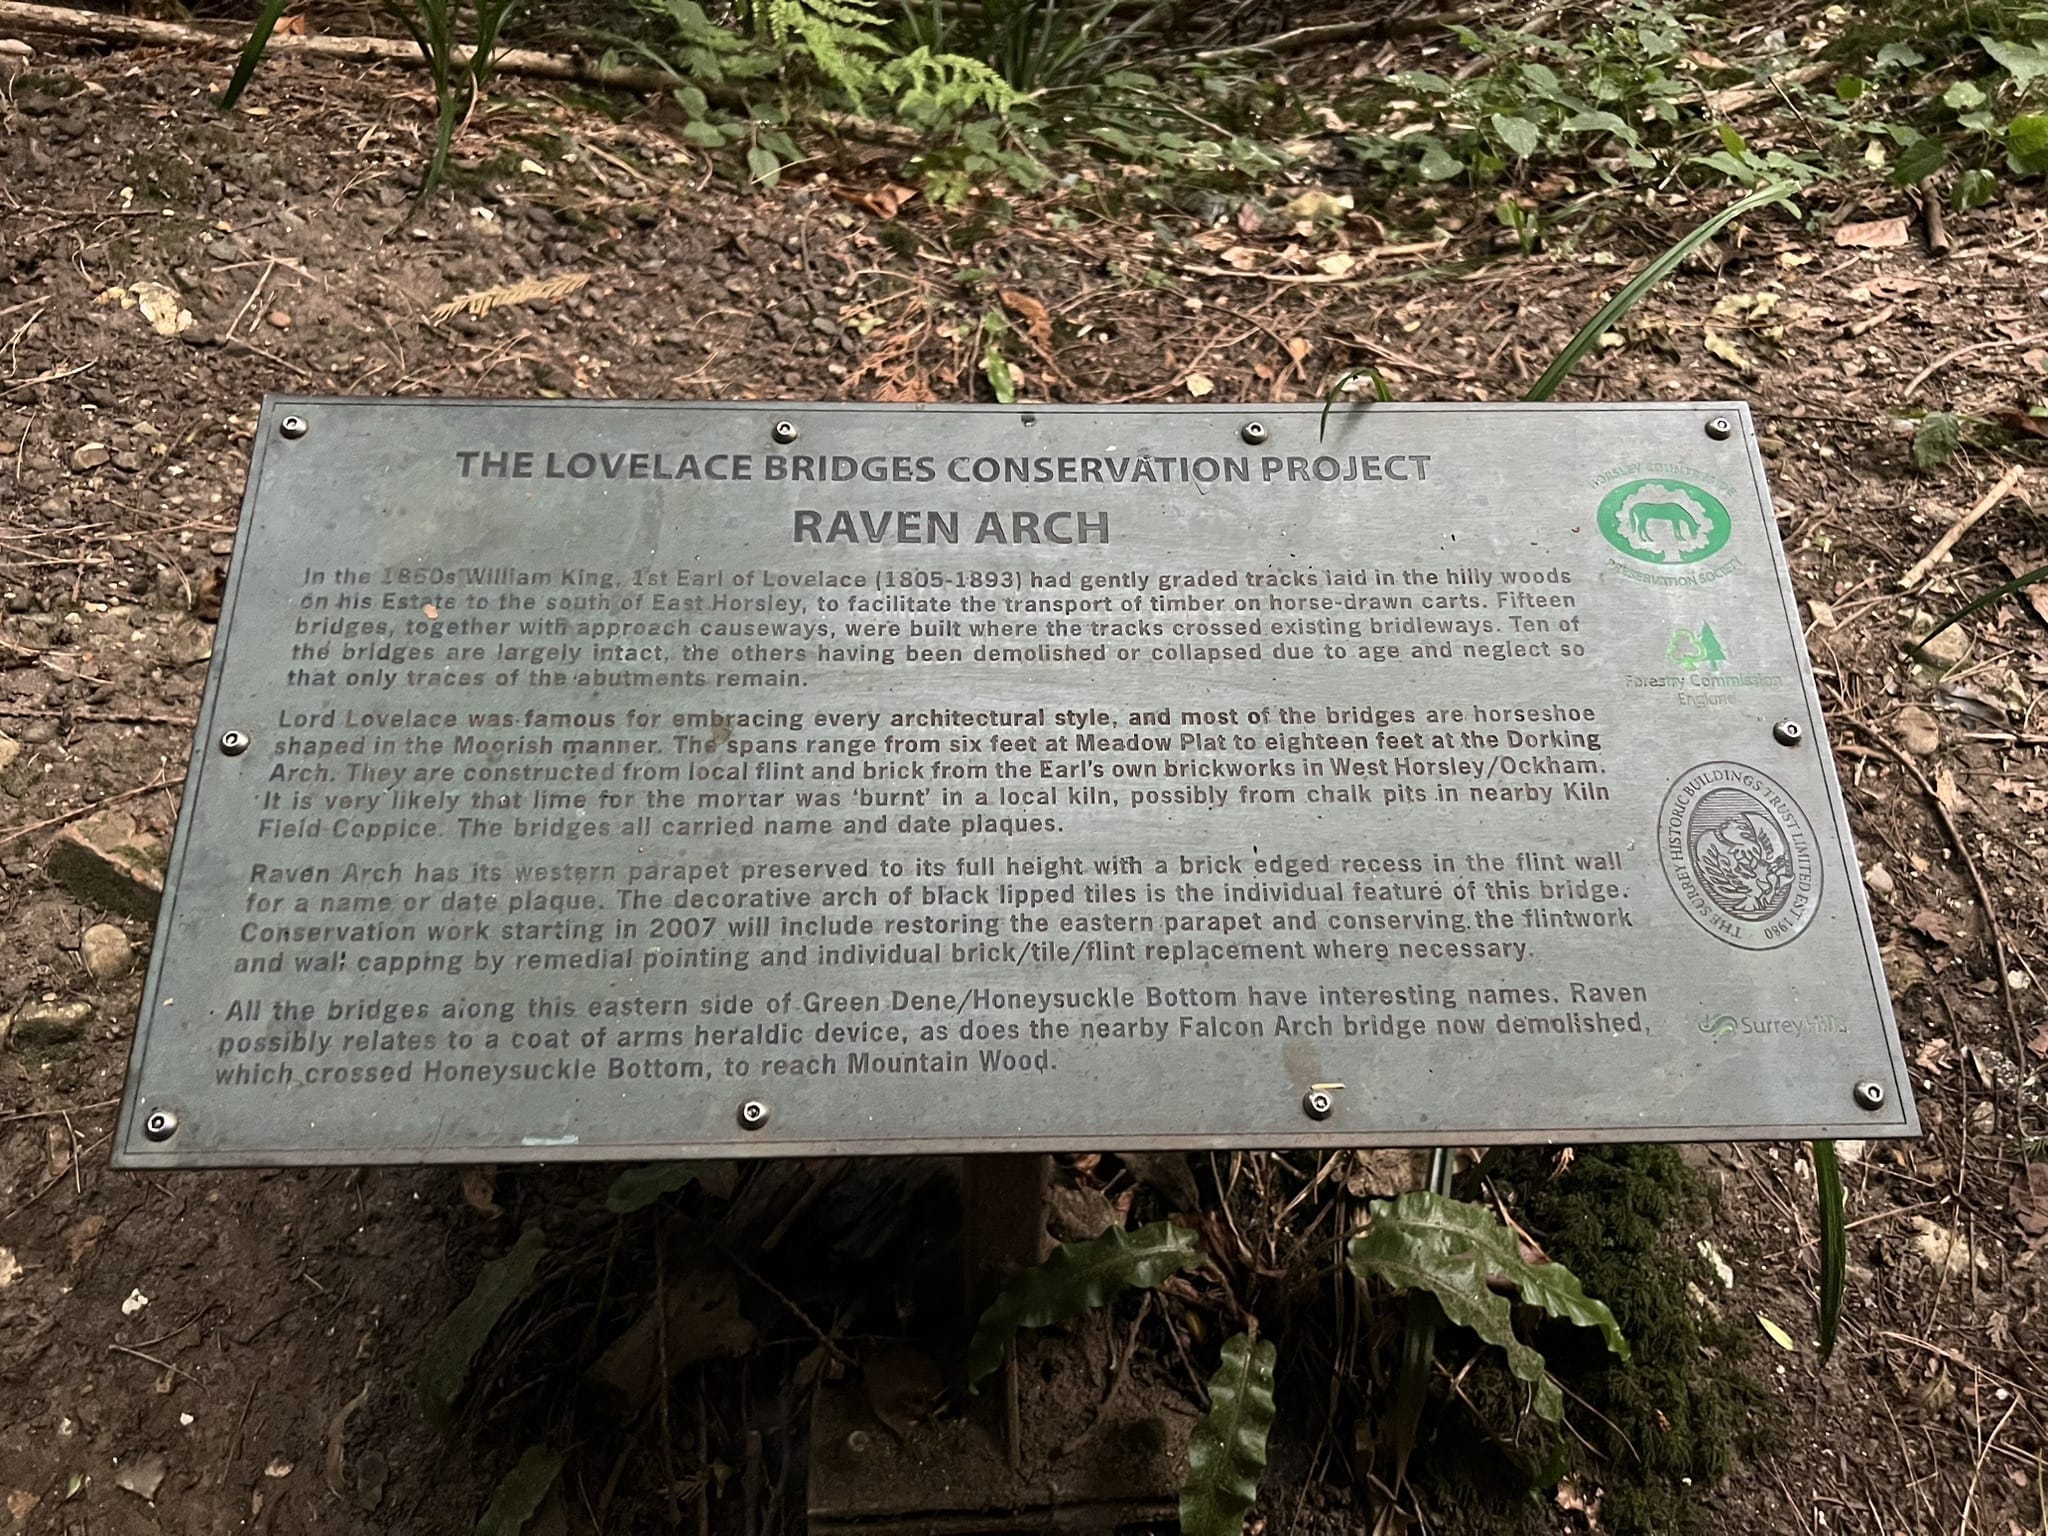 THE LOVELACE BRIDGES CONSERVATION PROJECT
RAVEN ARCH
In the 1860s William King, 1st Earl of Lovelace (1805-1893) had gently graded tracks laid in the hilly woods
on his Estate to the south of East Horsley, to facilitate the transport of timber on horse-drawn carts. Fifteen
bridges, together with approach causeways, were built where the tracks crossed existing bridleways. Ten of
the bridges are largely intact, the others having been demolished or collapsed due to age and neglect so
that only traces of the abutments remain.
Lord Lovelace was famous for embracing every architectural style, and most of the bridges are horseshoe
shaped in the Moorish manner. The spans range from six feet at Meadow Plat to eighteen feet at the Dorking
Arch. They are constructed from local flint and brick from the Earl's own brickworks in West Horsley/Ockham.
It is very likely that lime for the mortar was 'burnt' in a local kiln, possibly from chalk pits in nearby Kiln
Field Coppice. The bridges all carried name and date plaques.
Raven Arch has its western parapet preserved to its full height with a brick edged recess in the flint wall
for a name or date plaque. The decorative arch of black lipped tiles is the individual feature of this bridge.
Conservation work starting in 2007 will include restoring the eastern parapet and conserving the flintwork
and wall capping by remedial pointing and individual brick/tile/flint replacement where necessary.
All the bridges along this eastern side of Green Dene/Honeysuckle Bottom have interesting names. Raven
possibly relates to a coat of arms heraldic device, as does the nearby Falcon Arch bridge now demolished,
which crossed Honeysuckle Bottom, to reach Mountain Wood.
HORSLEY COUNTRYSIDE
PRESERVATION SOCIETY
Forestry Commission
England
THE SURREY HISTORIC BUILDINGS TRUST LIMITED EST 1980
Surrey Hills